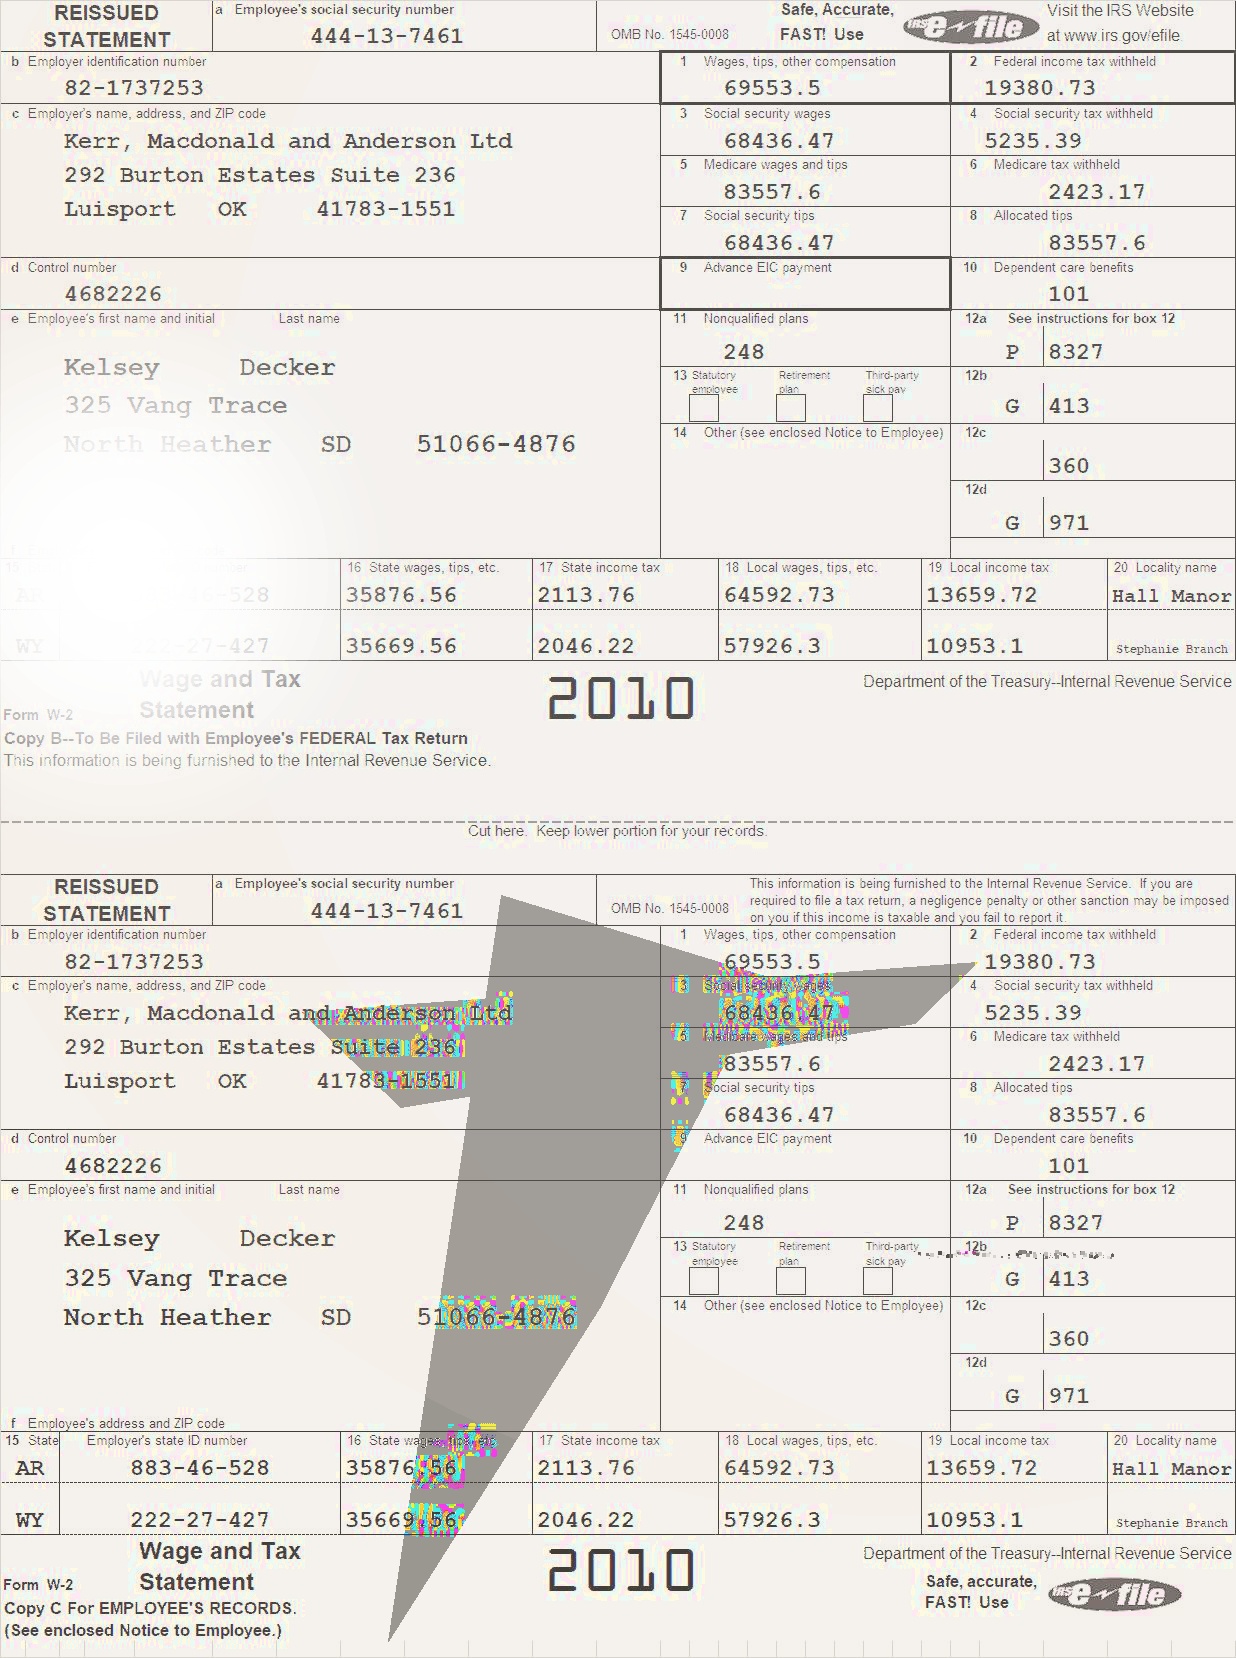 REISSUED STATEMENT
a Employee's social security number
444-13-7461
OMB No. 1545-0008
Safe, Accurate, FAST! Use
IRS e-file
Visit the IRS Website at www.irs.gov/efile
b Employer identification number
82-1737253
1 Wages, tips, other compensation
69553.5
2 Federal income tax withheld
19380.73
c Employer's name, address, and ZIP code
Kerr, Macdonald and Anderson Ltd
292 Burton Estates Suite 236
Luisport OK 41783-1551
3 Social security wages
68436.47
4 Social security tax withheld
5235.39
5 Medicare wages and tips
83557.6
6 Medicare tax withheld
2423.17
7 Social security tips
68436.47
8 Allocated tips
83557.6
d Control number
4682226
9 Advance EIC payment
10 Dependent care benefits
101
e Employee's first name and initial Last name
Kelsey Decker
325 Vang Trace
North Heather SD 51066-4876
11 Nonqualified plans
248
12a See instructions for box 12
P 8327
13 Statutory employee Retirement plan Third-party sick pay
12b
G 413
14 Other (see enclosed Notice to Employee)
12c
360
12d
G 971
16 State wages, tips, etc.
17 State income tax
18 Local wages, tips, etc.
19 Local income tax
20 Locality name
-528 35876.56 2113.76 64592.73 13659.72 Hall Manor
WY -27-427 35669.56 2046.22 57926.3 10953.1 Stephanie Branch
Form W-2 Wage and Tax Statement
2010
Department of the Treasury--Internal Revenue Service
Copy B--To Be Filed with Employee's FEDERAL Tax Return
This information is being furnished to the Internal Revenue Service.
Cut here. Keep lower portion for your records.
REISSUED STATEMENT
a Employee's social security number
444-13-7461
OMB No. 1545-0008
This information is being furnished to the Internal Revenue Service. If you are
required to file a tax return, a negligence penalty or other sanction may be imposed
on you if this income is taxable and you fail to report it.
b Employer identification number
82-1737253
1 Wages, tips, other compensation
69553.5
2 Federal income tax withheld
19380.73
c Employer's name, address, and ZIP code
Kerr, Macdonald and Anderson Ltd
292 Burton Estates Suite 236
Luisport OK 41783-1551
3 Social security wages
68436.47
4 Social security tax withheld
5235.39
5 Medicare wages and tips
83557.6
6 Medicare tax withheld
2423.17
7 Social security tips
68436.47
8 Allocated tips
83557.6
d Control number
4682226
9 Advance EIC payment
10 Dependent care benefits
101
e Employee's first name and initial Last name
Kelsey Decker
325 Vang Trace
North Heather SD 51066-4876
11 Nonqualified plans
248
12a See instructions for box 12
P 8327
13 Statutory employee Retirement plan Third-party sick pay
12b
G 413
14 Other (see enclosed Notice to Employee)
12c
360
12d
G 971
f Employee's address and ZIP code
15 State Employer's state ID number
16 State wages, tips, etc.
17 State income tax
18 Local wages, tips, etc.
19 Local income tax
20 Locality name
AR 883-46-528 35876.56 2113.76 64592.73 13659.72 Hall Manor
WY 222-27-427 35669.56 2046.22 57926.3 10953.1 Stephanie Branch
Form W-2 Wage and Tax Statement
2010
Department of the Treasury--Internal Revenue Service
Safe, accurate, FAST! Use
IRS e-file
Copy C For EMPLOYEE'S RECORDS.
(See enclosed Notice to Employee.)